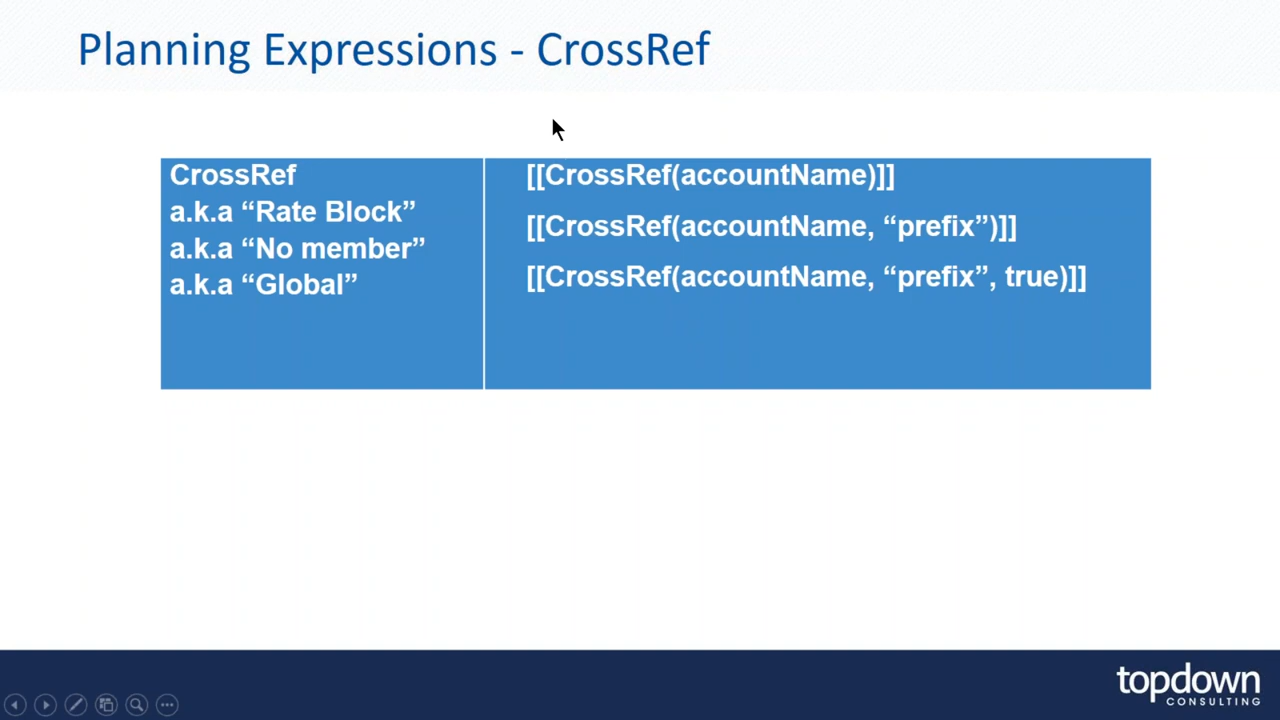 Planning Expressions - CrossRef
CrossRef
a.k.a “Rate Block”
a.k.a “No member”
a.k.a “Global”
[[CrossRef(accountName)]]
[[CrossRef(accountName, “prefix”)]]
[[CrossRef(accountName, “prefix”, true)]]
topdown
CONSULTING